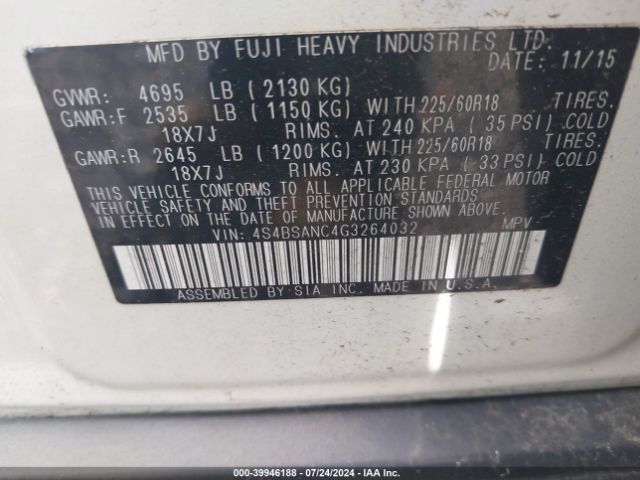 MFD BY FUJI HEAVY INDUSTRIES LTD.
DATE: 11/15
GVWR: 4695 LB (2130 KG)
GAWR:F 2535 LB (1150 KG) WITH 225/60R18 TIRES.
18X7J RIMS. AT 240 KPA (35 PSI) COLD
GAWR:R 2645 LB (1200 KG) WITH 225/60R18 TIRES.
18X7J RIMS. AT 230 KPA (33 PSI) COLD
THIS VEHICLE CONFORMS TO ALL APPLICABLE FEDERAL MOTOR
VEHICLE SAFETY AND THEFT PREVENTION STANDARDS
IN EFFECT ON THE DATE OF MANUFACTURE SHOWN ABOVE.
VIN: 4S4BSANC4G3264032 MPV
ASSEMBLED BY SIA INC. MADE IN U.S.A.
000-39946188 - 07/24/2024 - IAA Inc.